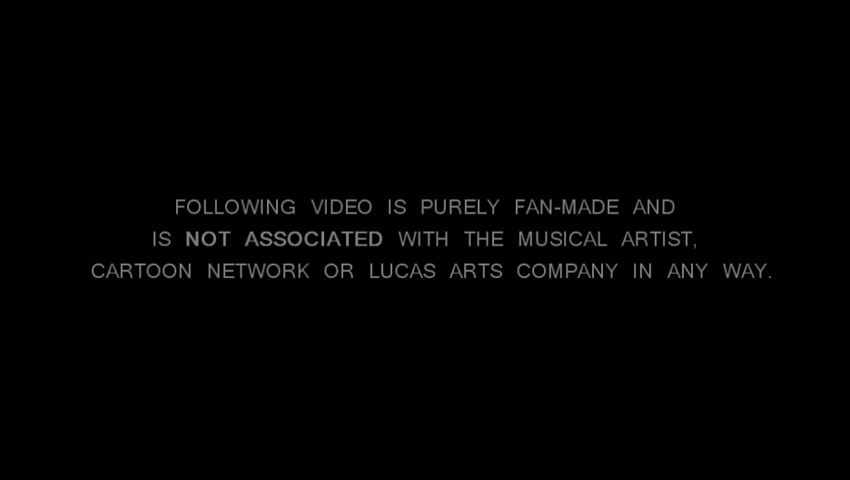 FOLLOWING VIDEO IS PURELY FAN-MADE AND
IS NOT ASSOCIATED WITH THE MUSICAL ARTIST,
CARTOON NETWORK OR LUCAS ARTS COMPANY IN ANY WAY.